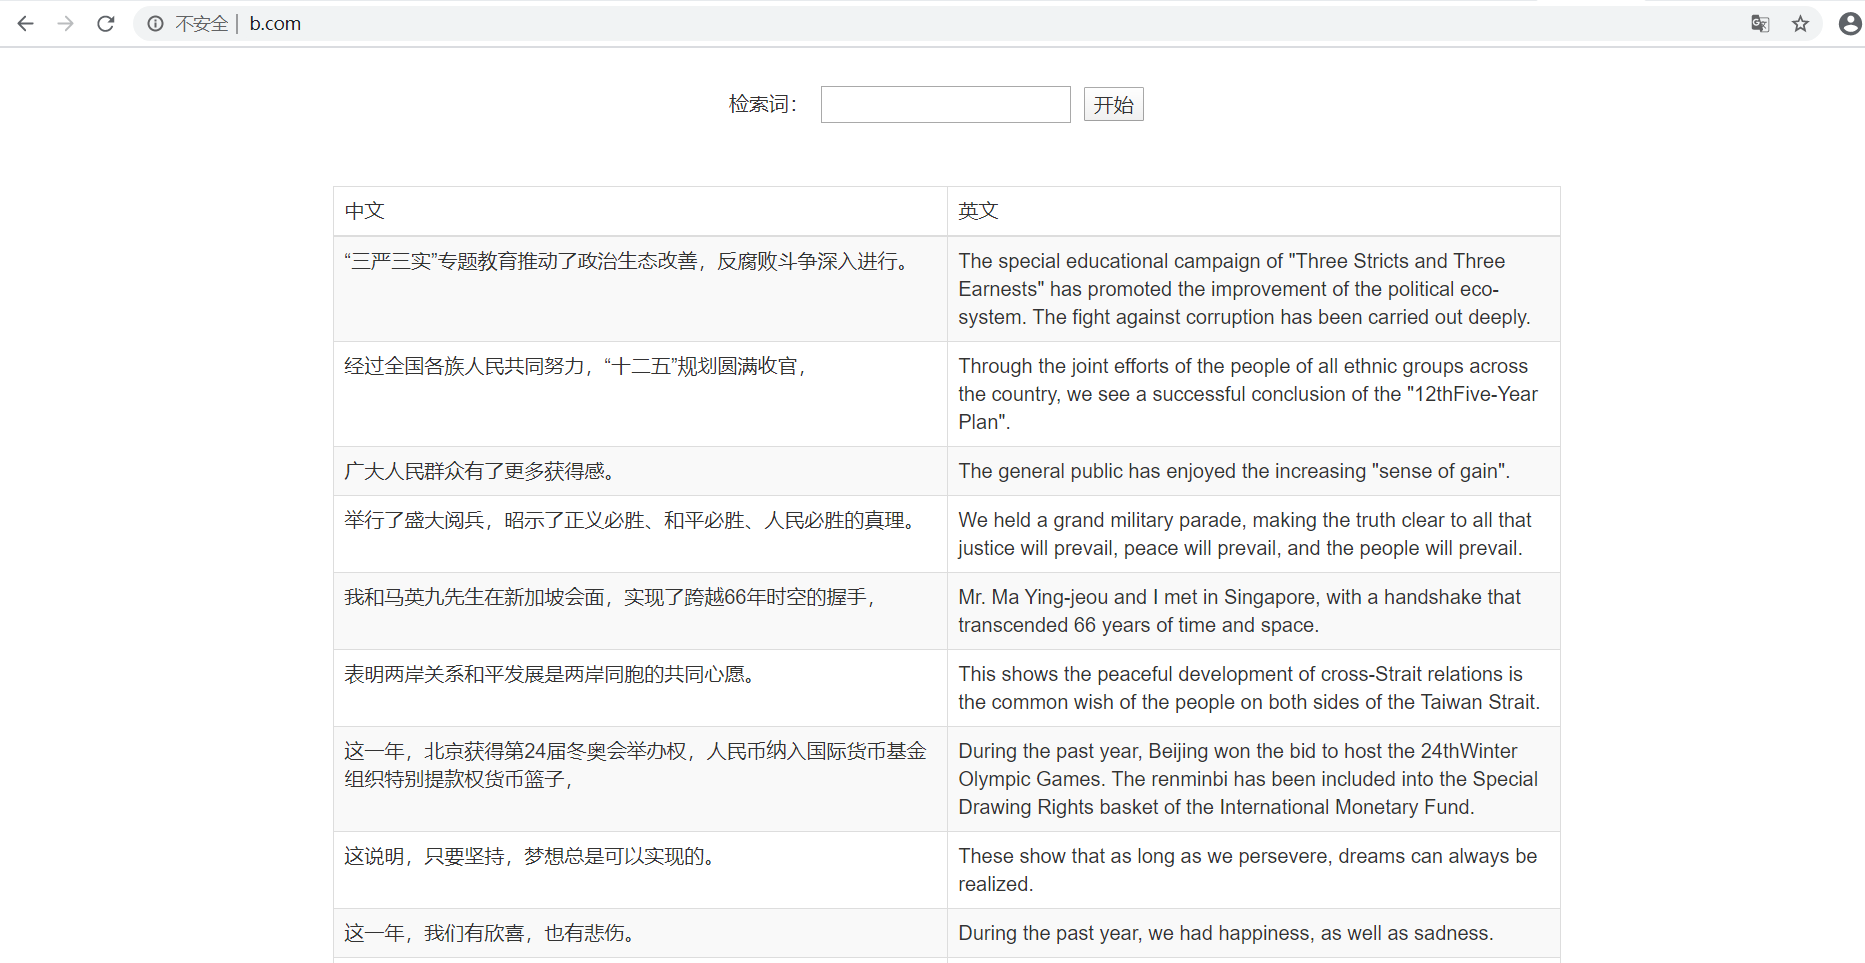 不安全 | b.com
检索词： 开始
中文 英文
“三严三实”专题教育推动了政治生态改善，反腐败斗争深入进行。
The special educational campaign of "Three Stricts and Three
Earnests" has promoted the improvement of the political eco-
system. The fight against corruption has been carried out deeply.
经过全国各族人民共同努力，“十二五”规划圆满收官，
Through the joint efforts of the people of all ethnic groups across
the country, we see a successful conclusion of the "12thFive-Year
Plan".
广大人民群众有了更多获得感。
The general public has enjoyed the increasing "sense of gain".
举行了盛大阅兵，昭示了正义必胜、和平必胜、人民必胜的真理。
We held a grand military parade, making the truth clear to all that
justice will prevail, peace will prevail, and the people will prevail.
我和马英九先生在新加坡会面，实现了跨越66年时空的握手，
Mr. Ma Ying-jeou and I met in Singapore, with a handshake that
transcended 66 years of time and space.
表明两岸关系和平发展是两岸同胞的共同心愿。
This shows the peaceful development of cross-Strait relations is
the common wish of the people on both sides of the Taiwan Strait.
这一年，北京获得第24届冬奥会举办权，人民币纳入国际货币基金
组织特别提款权货币篮子，
During the past year, Beijing won the bid to host the 24thWinter
Olympic Games. The renminbi has been included into the Special
Drawing Rights basket of the International Monetary Fund.
这说明，只要坚持，梦想总是可以实现的。
These show that as long as we persevere, dreams can always be
realized.
这一年，我们有欣喜，也有悲伤。
During the past year, we had happiness, as well as sadness.